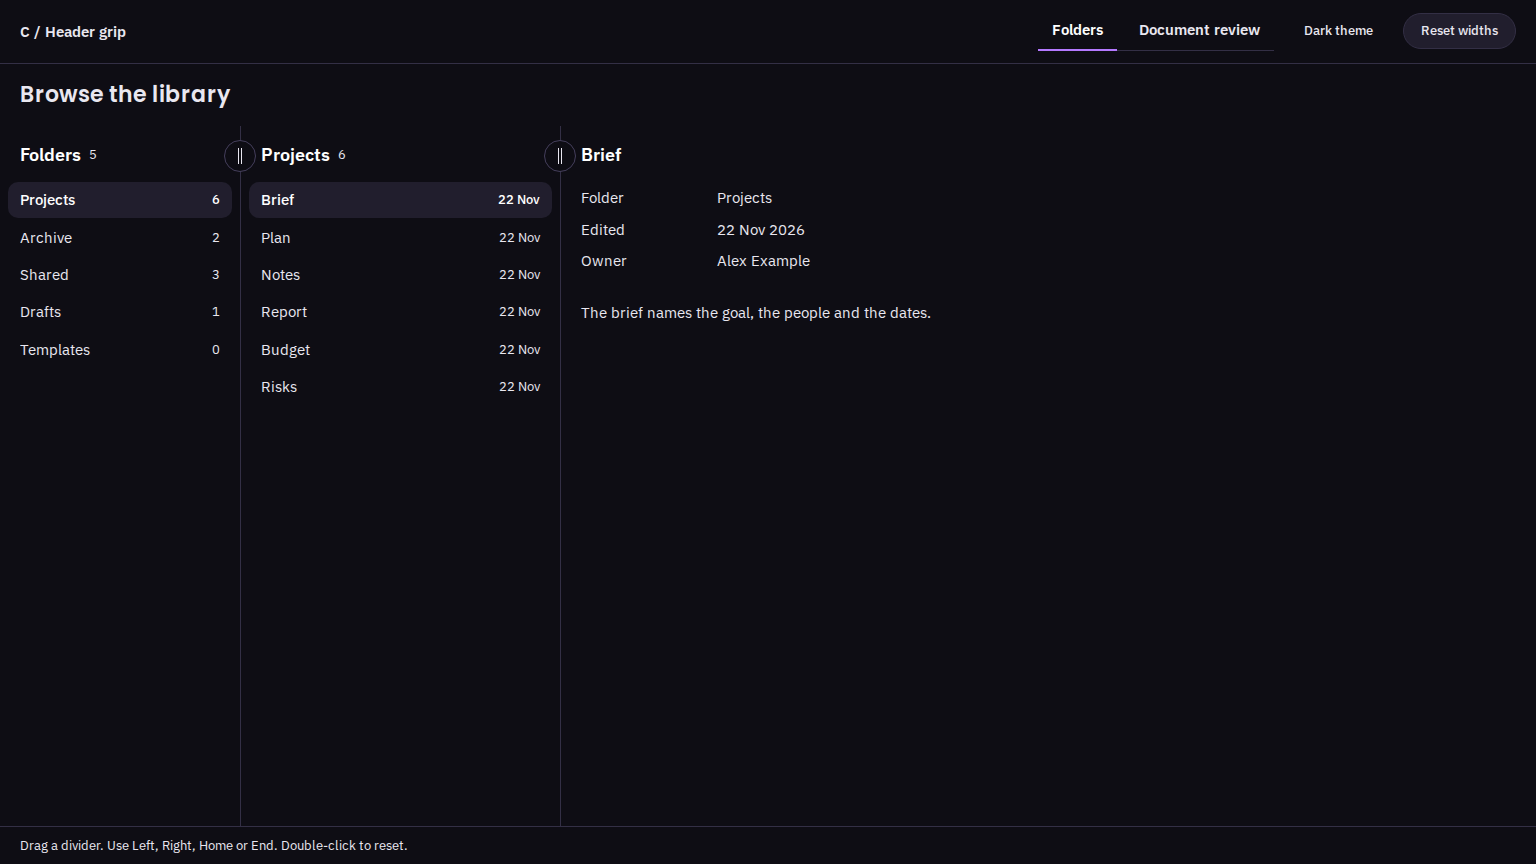 C / Header grip
Folders Document review Dark theme Reset widths
Browse the library
Folders 5
Projects 6
Archive 2
Shared 3
Drafts 1
Templates 0
Projects 6
Brief 22 Nov
Plan 22 Nov
Notes 22 Nov
Report 22 Nov
Budget 22 Nov
Risks 22 Nov
Brief
Folder Projects
Edited 22 Nov 2026
Owner Alex Example
The brief names the goal, the people and the dates.
Drag a divider. Use Left, Right, Home or End. Double-click to reset.